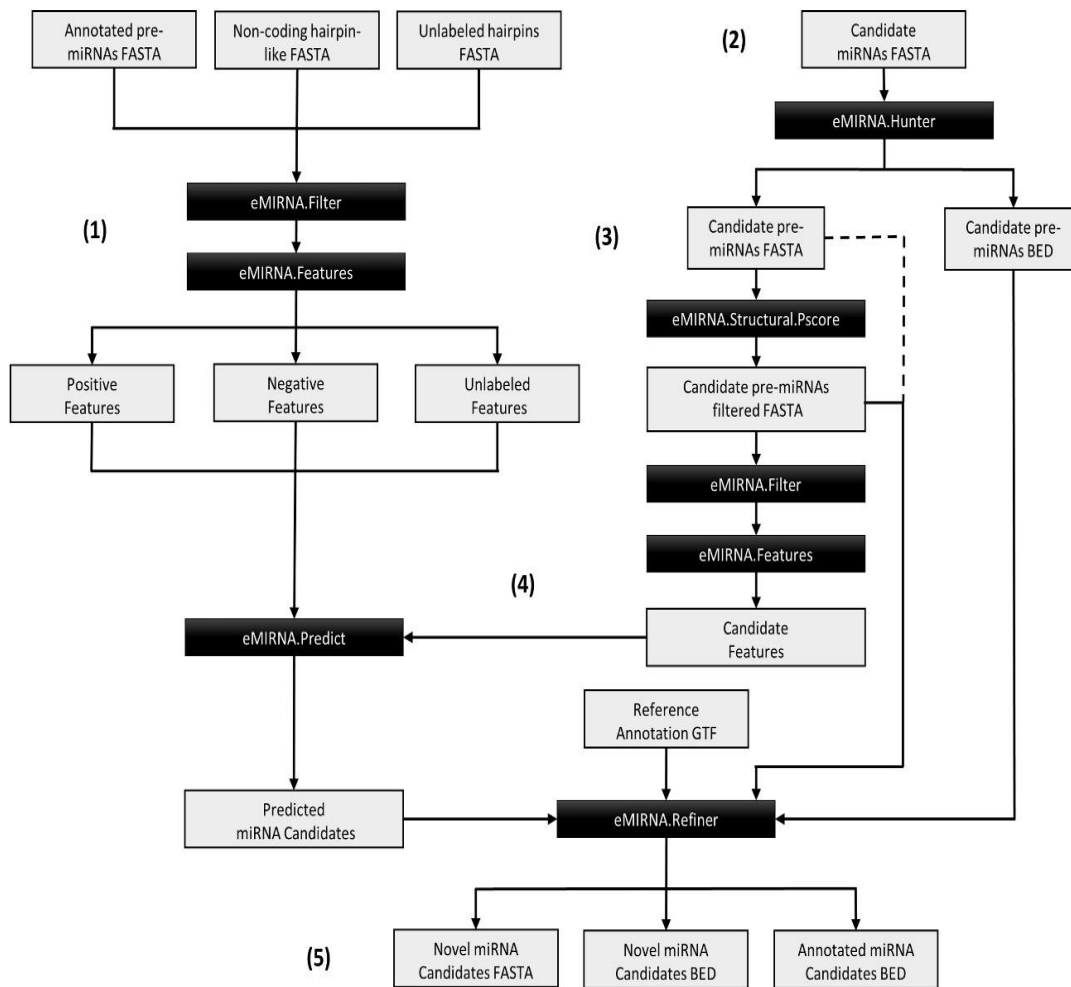 Annotated pre-
miRNAs FASTA
Non-coding hairpin-
like FASTA
Unlabeled hairpins
FASTA
(2)
Candidate
miRNAs FASTA
eMIRNA.Hunter
eMIRNA.Filter
(1)
eMIRNA.Features
(3)
Candidate pre-
miRNAs FASTA
Candidate pre-
miRNAs BED
eMIRNA.Structural.Pscore
Positive
Features
Negative
Features
Unlabeled
Features
Candidate pre-miRNAs
filtered FASTA
eMIRNA.Filter
eMIRNA.Features
(4)
eMIRNA.Predict
Candidate
Features
Reference
Annotation GTF
Predicted
miRNA Candidates
eMIRNA.Refiner
(5)
Novel miRNA
Candidates FASTA
Novel miRNA
Candidates BED
Annotated miRNA
Candidates BED